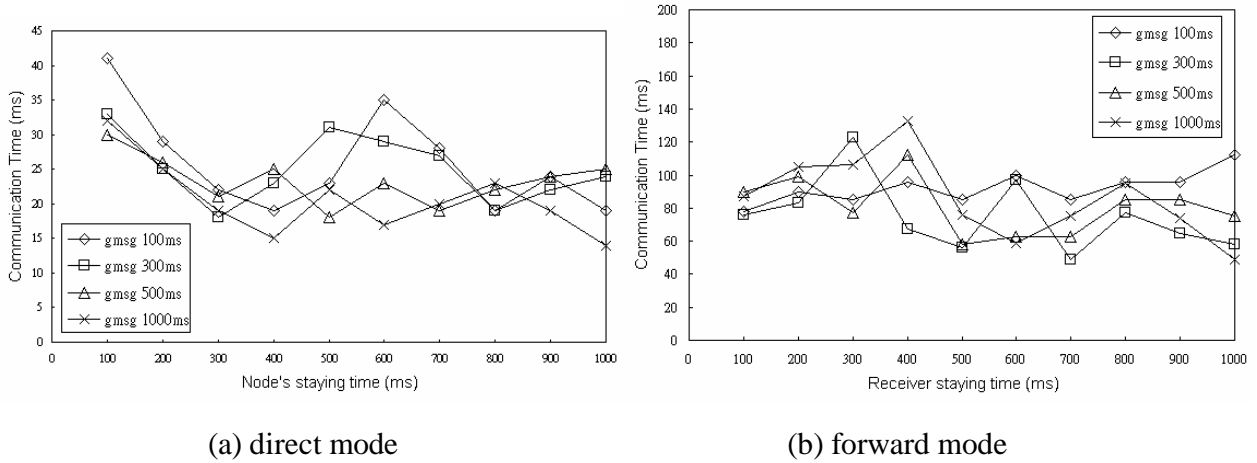 45
40
35
30
25
20
15
10
5
0
Communication Time (ms)
gmsg 100ms
gmsg 300ms
gmsg 500ms
gmsg 1000ms
0 100 200 300 400 500 600 700 800 900 1000
Node's staying time (ms)
(a) direct mode
200
180
160
140
120
100
80
60
40
20
0
Communication Time (ms)
gmsg 100ms
gmsg 300ms
gmsg 500ms
gmsg 1000ms
0 100 200 300 400 500 600 700 800 900 1000
Receiver staying time (ms)
(b) forward mode